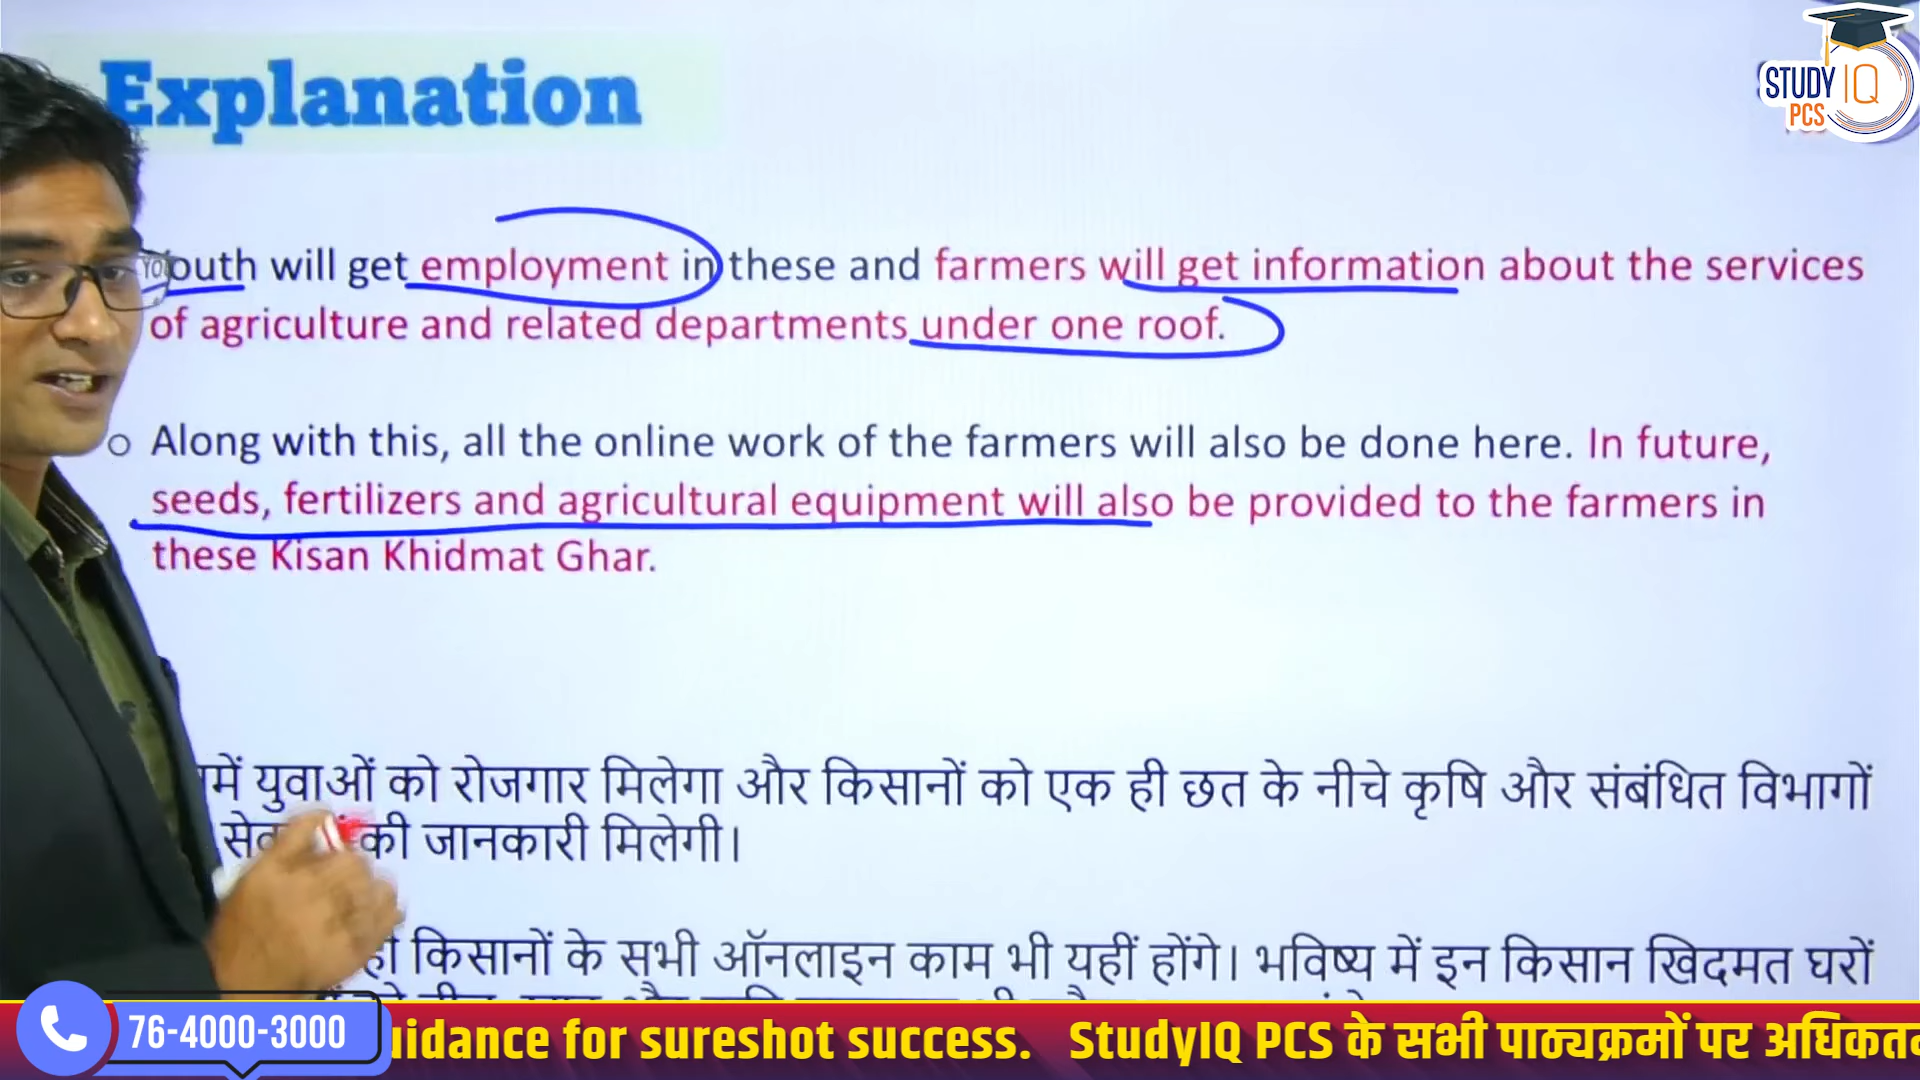 Explanation
STUDY IQ
PCS
outh will get employment in these and farmers will get information about the services
of agriculture and related departments under one roof.
○ Along with this, all the online work of the farmers will also be done here. In future,
seeds, fertilizers and agricultural equipment will also be provided to the farmers in
these Kisan Khidmat Ghar.
में युवाओं को रोजगार मिलेगा और किसानों को एक ही छत के नीचे कृषि और संबंधित विभागों
की जानकारी मिलेगी।
किसानों के सभी ऑनलाइन काम भी यहीं होंगे। भविष्य में इन किसान खिदमत घरों
76-4000-3000
uidance for sureshot success. StudyIQ PCS के सभी पाठ्यक्रमों पर अधिकत